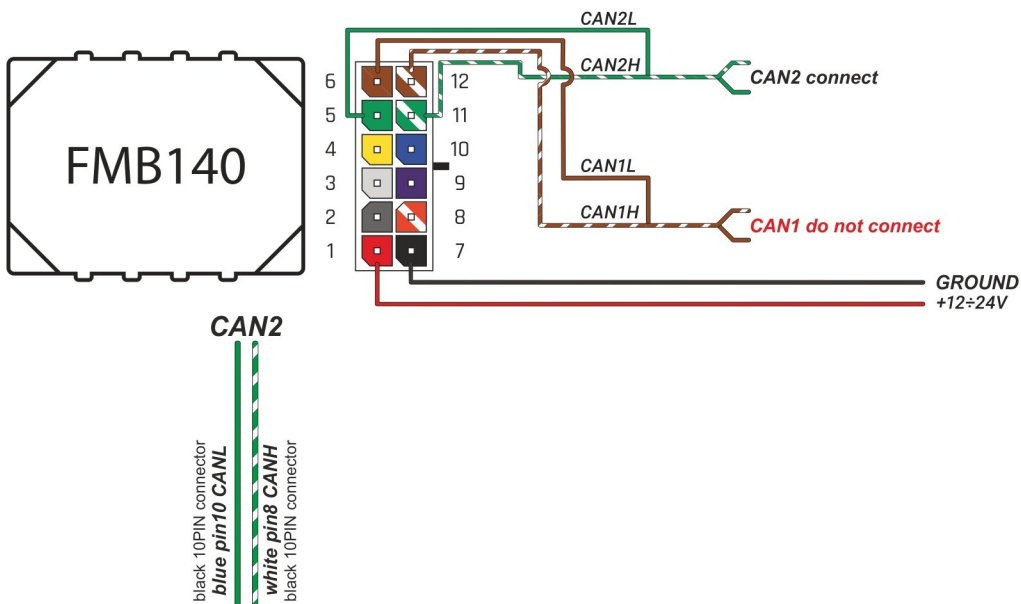 CAN2L
CAN2H
CAN2 connect
FMB140
6
12
5
11
4
10
3
9
2
8
1
7
CAN1L
CAN1H
CAN1 do not connect
GROUND
+12÷24V
CAN2
black 10PIN connector
blue pin10 CANL
white pin8 CANH
black 10PIN connector